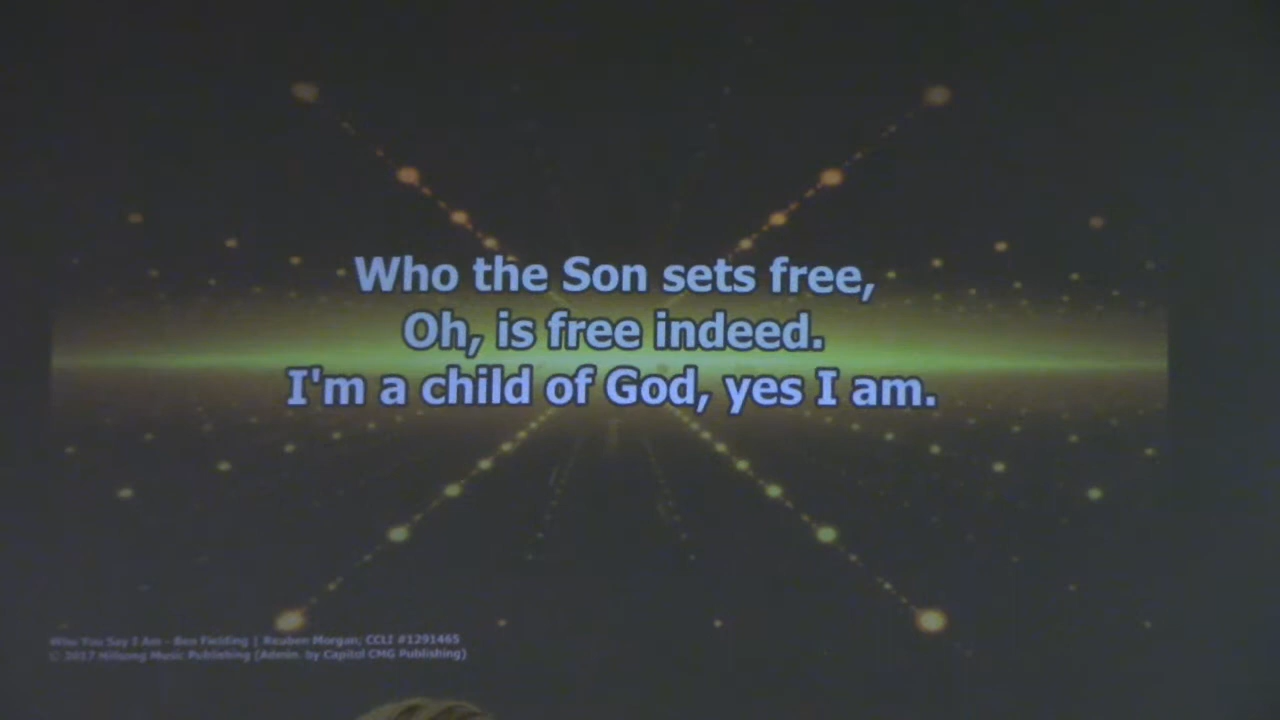 Who the Son sets free,
Oh, is free indeed.
I'm a child of God, yes I am.
Who You Say I Am - Ben Fielding | Reuben Morgan; CCLI #1291465
© 2017 Hillsong Music Publishing (Admin. by Capitol CMG Publishing)